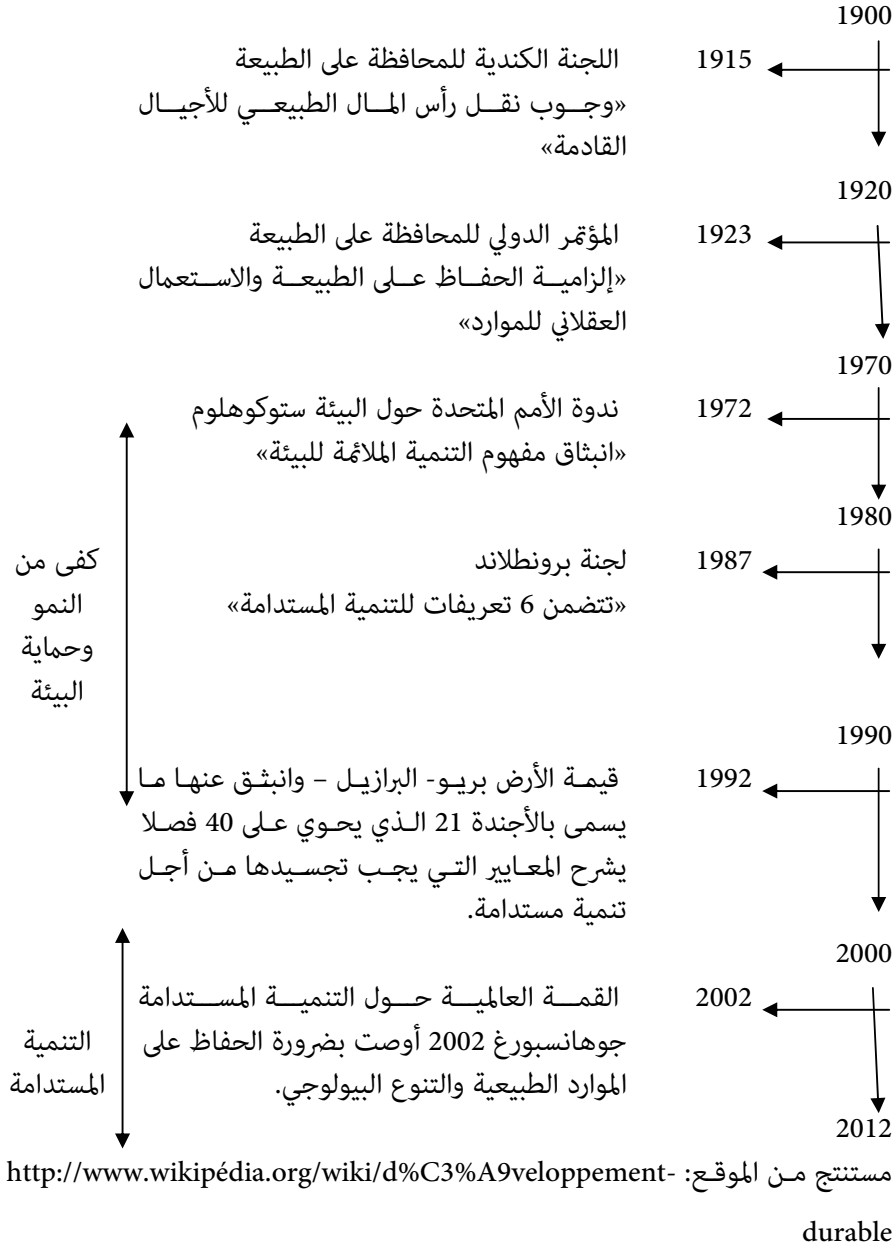 1900
1915 اللجنة الكندية للمحافظة على الطبيعة
«وجوب نقل رأس المال الطبيعي للأجيال
القادمة»
1920
1923 المؤتمر الدولي للمحافظة على الطبيعة
«إلزامية الحفاظ على الطبيعة والاستعمال
العقلاني للموارد»
1970
1972 ندوة الأمم المتحدة حول البيئة ستوكوهلوم
«انبثاق مفهوم التنمية الملائمة للبيئة»
1980
1987 لجنة برونطلاند
«تتضمن 6 تعريفات للتنمية المستدامة»
كفى من
النمو
وحماية
البيئة
1990
1992 قيمة الأرض بريو- البرازيل – وانبثق عنها ما
يسمى بالأجندة 21 الذي يحوي على 40 فصلا
يشرح المعايير التي يجب تجسيدها من أجل
تنمية مستدامة.
2000
2002 القمة العالمية حول التنمية المستدامة
جوهانسبورغ 2002 أوصت بضرورة الحفاظ على
الموارد الطبيعية والتنوع البيولوجي.
التنمية
المستدامة
2012
مستنتج من الموقع: http://www.wikipédia.org/wiki/d%C3%A9veloppement-
durable